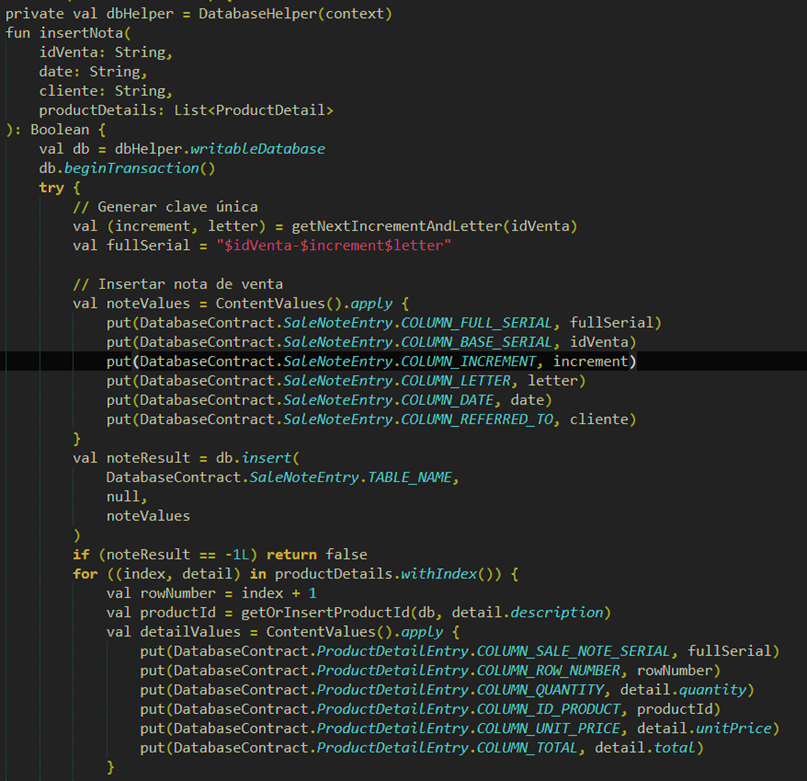 private val dbHelper = DatabaseHelper(context)
fun insertNota(
    idVenta: String,
    date: String,
    cliente: String,
    productDetails: List<ProductDetail>
): Boolean {
    val db = dbHelper.writableDatabase
    db.beginTransaction()
    try {
        // Generar clave única
        val (increment, letter) = getNextIncrementAndLetter(idVenta)
        val fullSerial = "$idVenta-$increment$letter"

        // Insertar nota de venta
        val noteValues = ContentValues().apply {
            put(DatabaseContract.SaleNoteEntry.COLUMN_FULL_SERIAL, fullSerial)
            put(DatabaseContract.SaleNoteEntry.COLUMN_BASE_SERIAL, idVenta)
            put(DatabaseContract.SaleNoteEntry.COLUMN_INCREMENT, increment)
            put(DatabaseContract.SaleNoteEntry.COLUMN_LETTER, letter)
            put(DatabaseContract.SaleNoteEntry.COLUMN_DATE, date)
            put(DatabaseContract.SaleNoteEntry.COLUMN_REFERRED_TO, cliente)
        }
        val noteResult = db.insert(
            DatabaseContract.SaleNoteEntry.TABLE_NAME,
            null,
            noteValues
        )
        if (noteResult == -1L) return false
        for ((index, detail) in productDetails.withIndex()) {
            val rowNumber = index + 1
            val productId = getOrInsertProductId(db, detail.description)
            val detailValues = ContentValues().apply {
                put(DatabaseContract.ProductDetailEntry.COLUMN_SALE_NOTE_SERIAL, fullSerial)
                put(DatabaseContract.ProductDetailEntry.COLUMN_ROW_NUMBER, rowNumber)
                put(DatabaseContract.ProductDetailEntry.COLUMN_QUANTITY, detail.quantity)
                put(DatabaseContract.ProductDetailEntry.COLUMN_ID_PRODUCT, productId)
                put(DatabaseContract.ProductDetailEntry.COLUMN_UNIT_PRICE, detail.unitPrice)
                put(DatabaseContract.ProductDetailEntry.COLUMN_TOTAL, detail.total)
            }